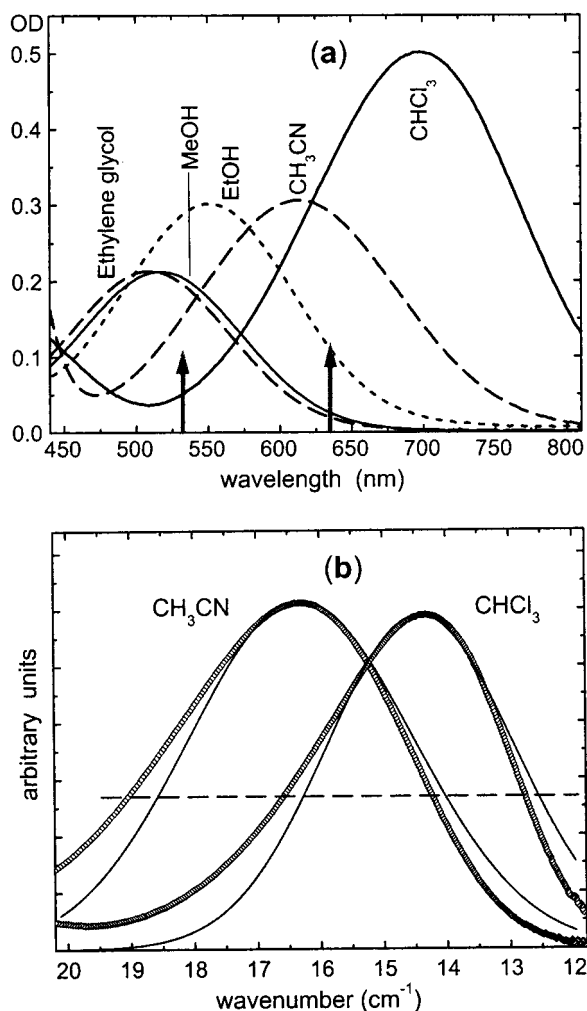 OD
(a)
0.5
0.4
0.3
0.2
0.1
0.0
Ethylene glycol
MeOH
EtOH
CH₃CN
CHCl₃
450 500 550 600 650 700 750 800
wavelength (nm)
(b)
CH₃CN
CHCl₃
arbitrary units
20 19 18 17 16 15 14 13 12
wavenumber (cm⁻¹)